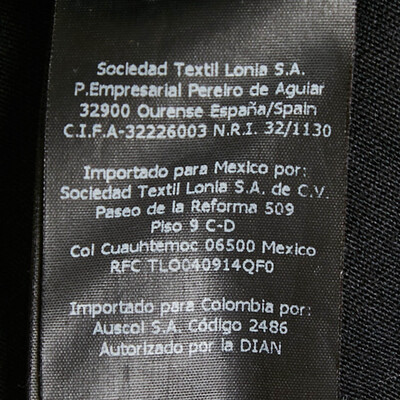 Sociedad Textil Lonia S.A.
P.Empresarial Pereiro de Aguiar
32900 Ourense España/Spain
C.I.F.A-32226003 N.R.I. 32/1130
Importado para Mexico por:
Sociedad Textil Lonia S.A. de C.V.
Paseo de la Reforma 509
Piso 9 C-D
Col Cuauhtemoc 06500 Mexico
RFC TLO040914QF0
Importado para Colombia por:
Auscol S.A. Código 2486
Autorizado por la DIAN